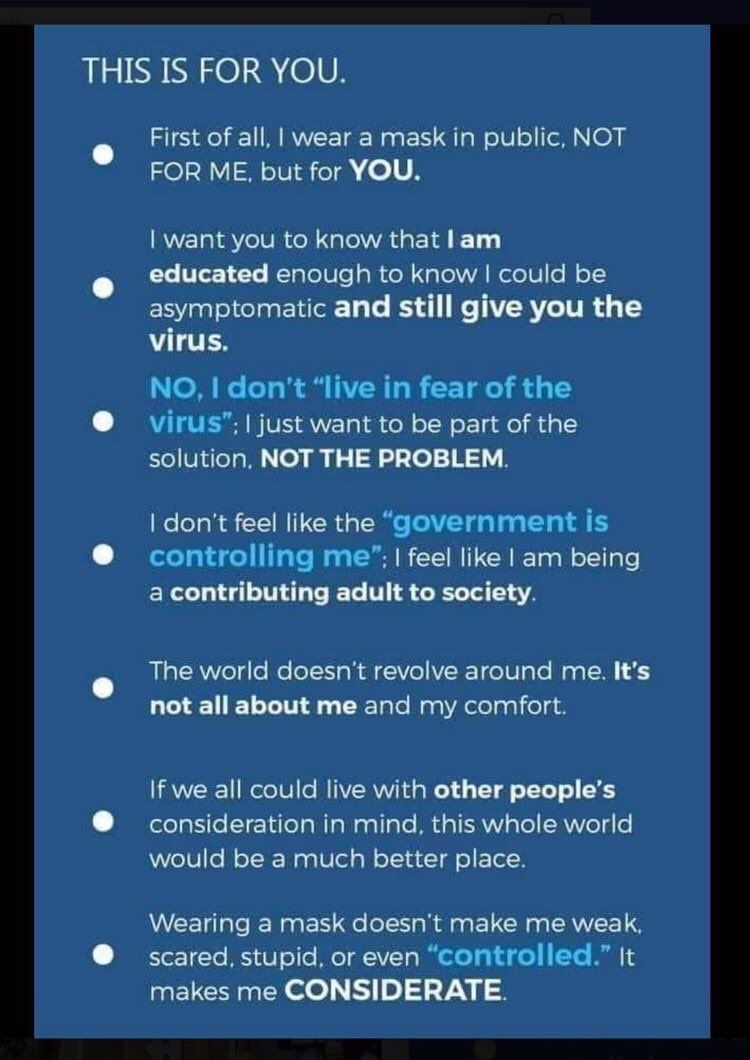 THIS IS FOR YOU.
First of all, I wear a mask in public, NOT
FOR ME, but for YOU.
I want you to know that I am
educated enough to know I could be
asymptomatic and still give you the
virus.
NO, I don't “live in fear of the
virus”; I just want to be part of the
solution, NOT THE PROBLEM.
I don't feel like the “government is
controlling me”; I feel like I am being
a contributing adult to society.
The world doesn't revolve around me. It's
not all about me and my comfort.
If we all could live with other people's
consideration in mind, this whole world
would be a much better place.
Wearing a mask doesn't make me weak,
scared, stupid, or even “controlled.” It
makes me CONSIDERATE.